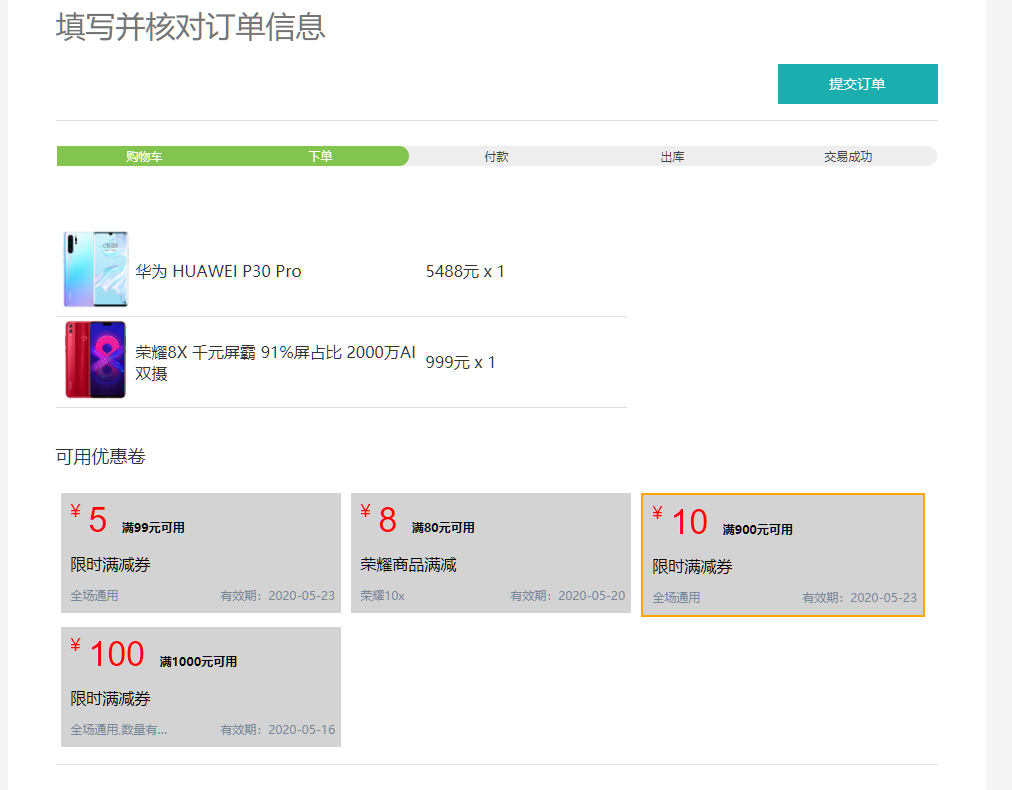 填写并核对订单信息
提交订单
购物车 下单 付款 出库 交易成功
华为 HUAWEI P30 Pro 5488元 x 1
荣耀8X 千元屏霸 91%屏占比 2000万AI
双摄
999元 x 1
可用优惠卷
¥ 5 满99元可用
限时满减券
全场通用 有效期：2020-05-23
¥ 8 满80元可用
荣耀商品满减
荣耀10x 有效期：2020-05-20
¥ 10 满900元可用
限时满减券
全场通用 有效期：2020-05-23
¥ 100 满1000元可用
限时满减券
全场通用,数量有... 有效期：2020-05-16